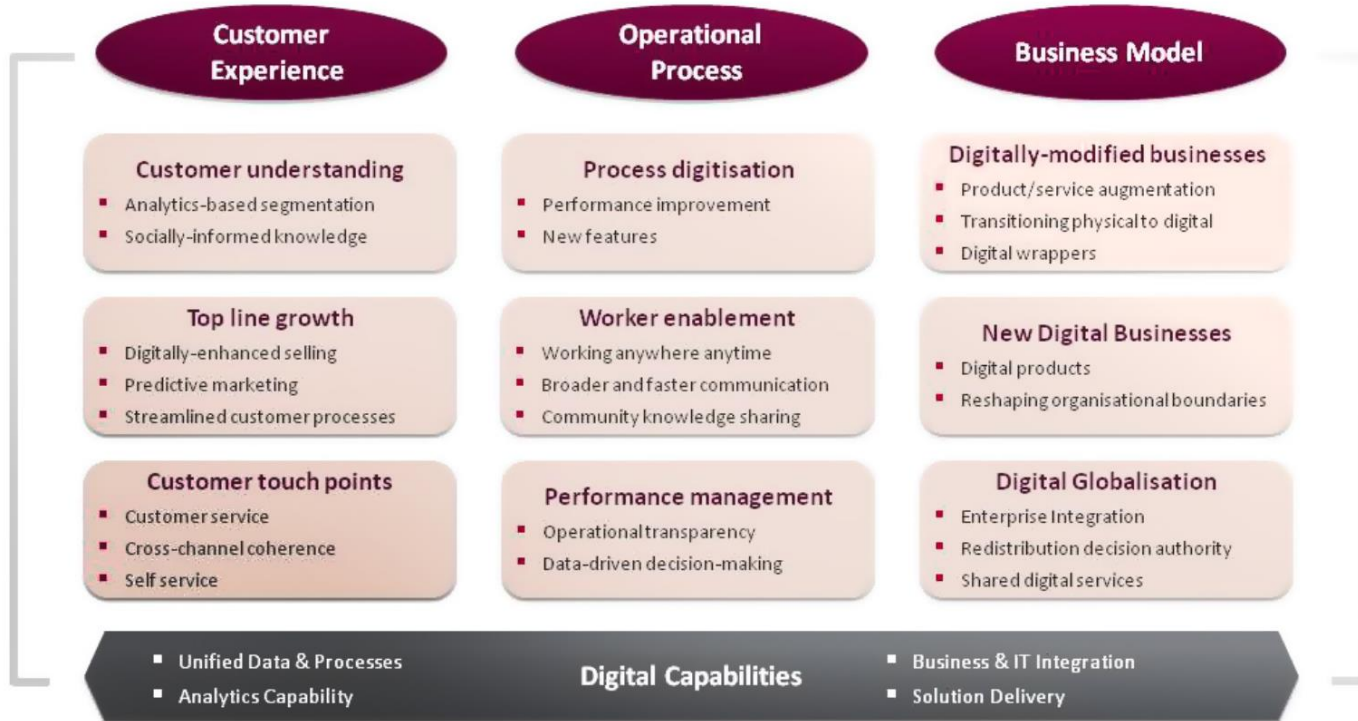 Customer
Experience
Operational
Process
Business Model
Customer understanding
Analytics-based segmentation
Socially-informed knowledge
Top line growth
Digitally-enhanced selling
Predictive marketing
Streamlined customer processes
Customer touch points
Customer service
Cross-channel coherence
Self service
Process digitisation
Performance improvement
New features
Worker enablement
Working anywhere anytime
Broader and faster communication
Community knowledge sharing
Performance management
Operational transparency
Data-driven decision-making
Digitally-modified businesses
Product/service augmentation
Transitioning physical to digital
Digital wrappers
New Digital Businesses
Digital products
Reshaping organisational boundaries
Digital Globalisation
Enterprise Integration
Redistribution decision authority
Shared digital services
Unified Data & Processes
Analytics Capability
Digital Capabilities
Business & IT Integration
Solution Delivery